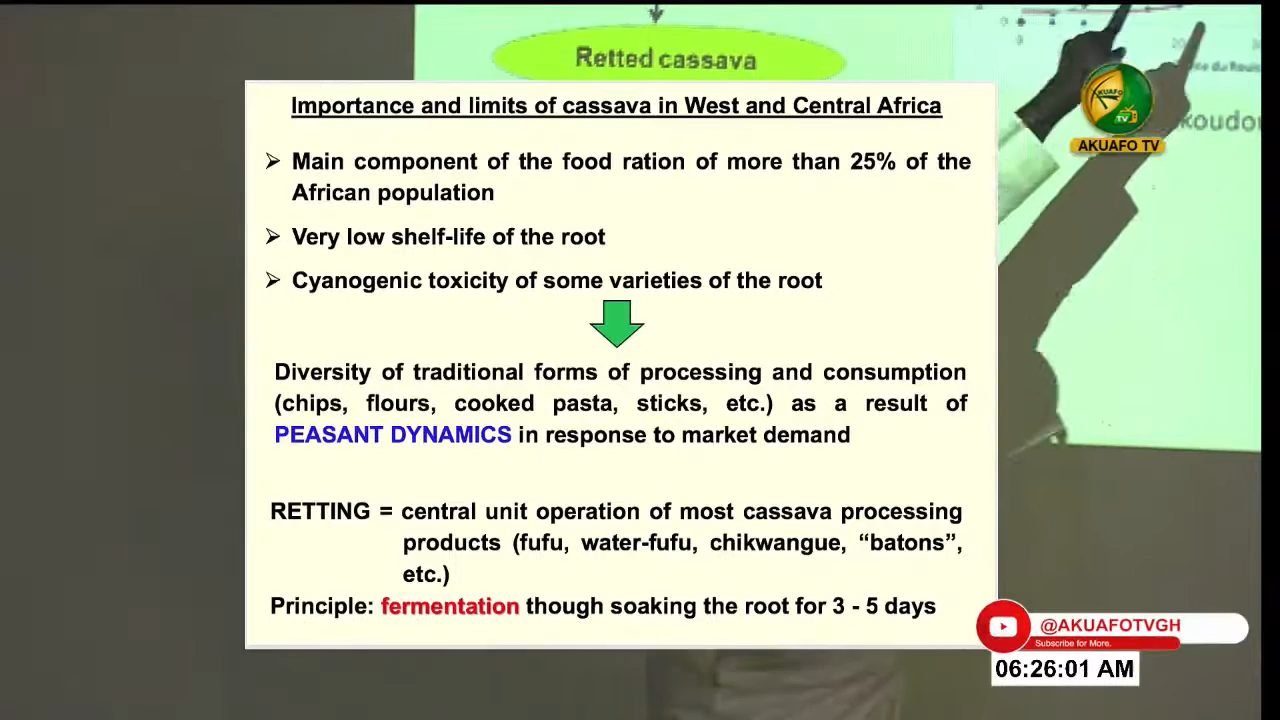 Retted cassava
Importance and limits of cassava in West and Central Africa
➢ Main component of the food ration of more than 25% of the
African population
➢ Very low shelf-life of the root
➢ Cyanogenic toxicity of some varieties of the root
Diversity of traditional forms of processing and consumption
(chips, flours, cooked pasta, sticks, etc.) as a result of
PEASANT DYNAMICS in response to market demand
RETTING = central unit operation of most cassava processing
products (fufu, water-fufu, chikwangue, “batons”,
etc.)
Principle: fermentation though soaking the root for 3 - 5 days
AKUAFO
TV
AKUAFO TV
@AKUAFOTVGH
Subscribe for More.
06:26:01 AM